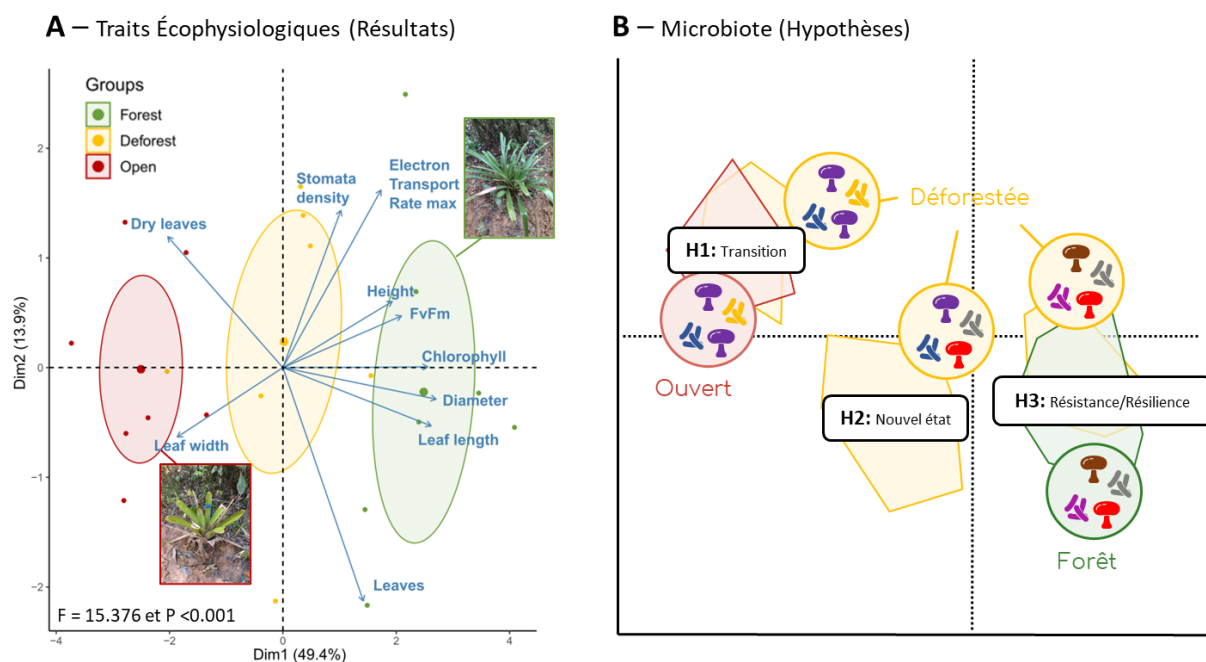 A – Traits Écophysiologiques (Résultats)
Groups
Forest
Deforest
Open
Electron
Transport
Rate max
Stomata
density
Dry leaves
Height
FvFm
Chlorophyll
Diameter
Leaf length
Leaf width
Leaves
F = 15.376 et P <0.001
Dim2 (13.9%)
2
1
0
−1
−2
−4
−2
0
2
4
Dim1 (49.4%)
B – Microbiote (Hypothèses)
Déforestée
H1: Transition
Ouvert
H2: Nouvel état
H3: Résistance/Résilience
Forêt